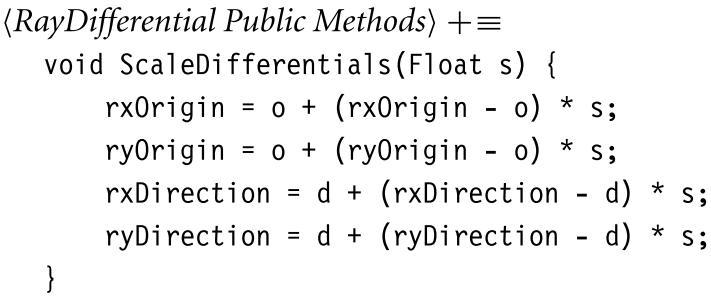 ⟨RayDifferential Public Methods⟩ +≡
void ScaleDifferentials(Float s) {
rxOrigin = o + (rxOrigin - o) * s;
ryOrigin = o + (ryOrigin - o) * s;
rxDirection = d + (rxDirection - d) * s;
ryDirection = d + (ryDirection - d) * s;
}